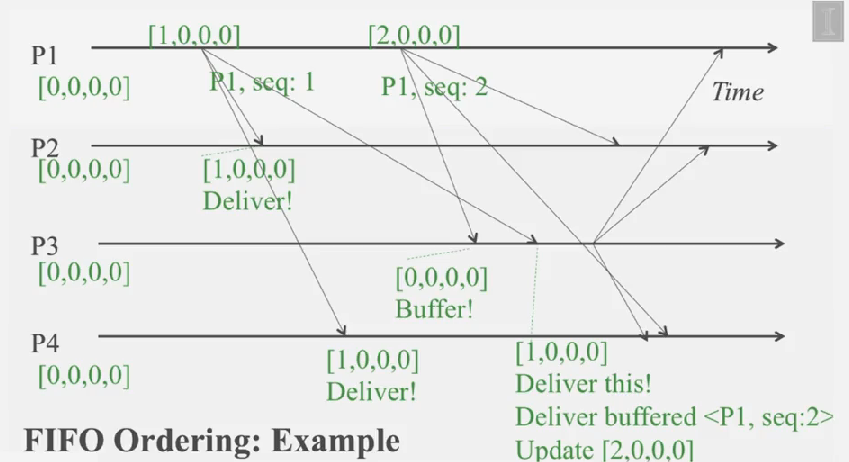 [1,0,0,0]
[2,0,0,0]
P1
[0,0,0,0]
P1, seq: 1
P1, seq: 2
Time
P2
[0,0,0,0]
[1,0,0,0]
Deliver!
P3
[0,0,0,0]
[0,0,0,0]
Buffer!
P4
[0,0,0,0]
[1,0,0,0]
Deliver!
[1,0,0,0]
Deliver this!
Deliver buffered <P1, seq:2>
Update [2,0,0,0]
FIFO Ordering: Example